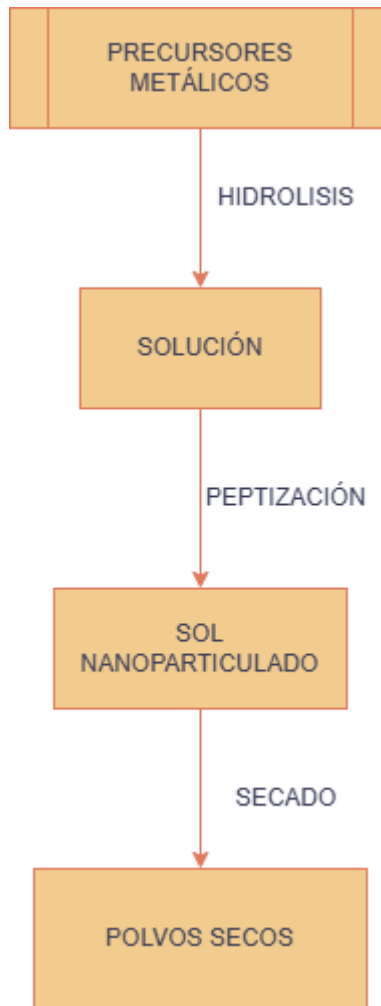 PRECURSORES
METÁLICOS
HIDROLISIS
SOLUCIÓN
PEPTIZACIÓN
SOL
NANOPARTICULADO
SECADO
POLVOS SECOS